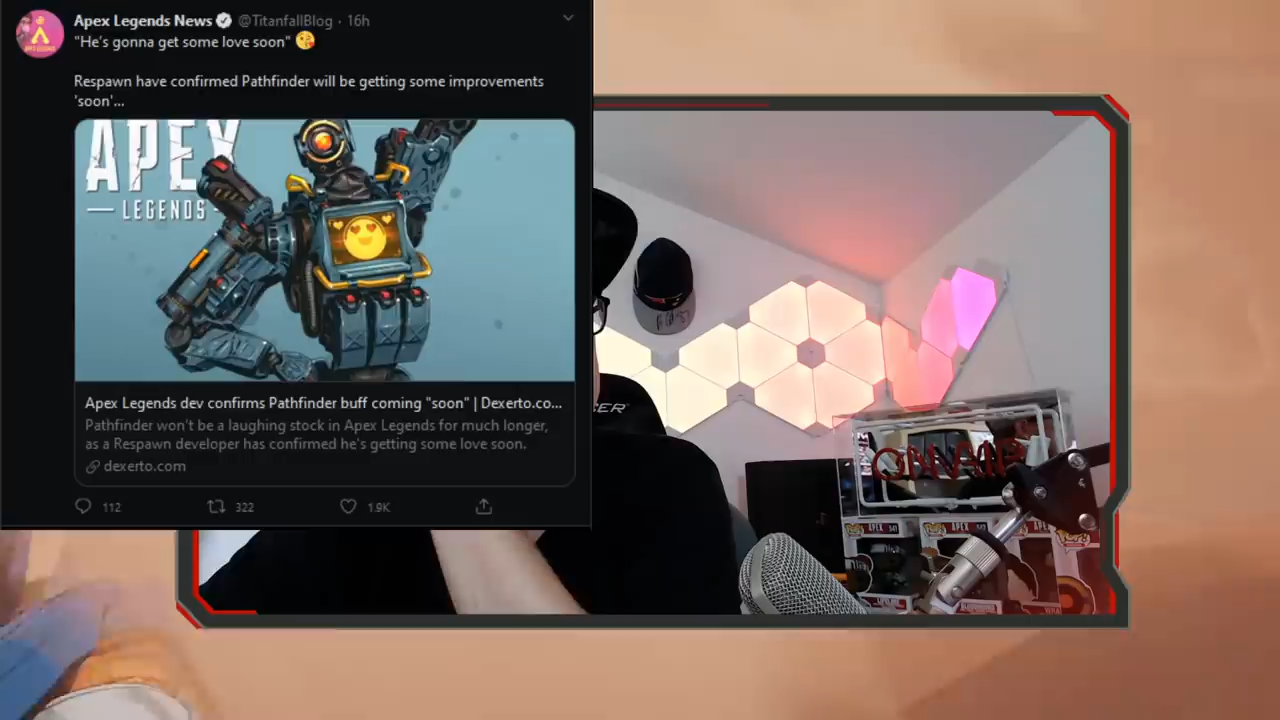 Apex Legends News @TitanfallBlog · 16h
"He's gonna get some love soon" 😘
Respawn have confirmed Pathfinder will be getting some improvements
'soon'...
APEX
LEGENDS
Apex Legends dev confirms Pathfinder buff coming "soon" | Dexerto.co...
Pathfinder won't be a laughing stock in Apex Legends for much longer,
as a Respawn developer has confirmed he's getting some love soon.
dexerto.com
112 322 1.9K